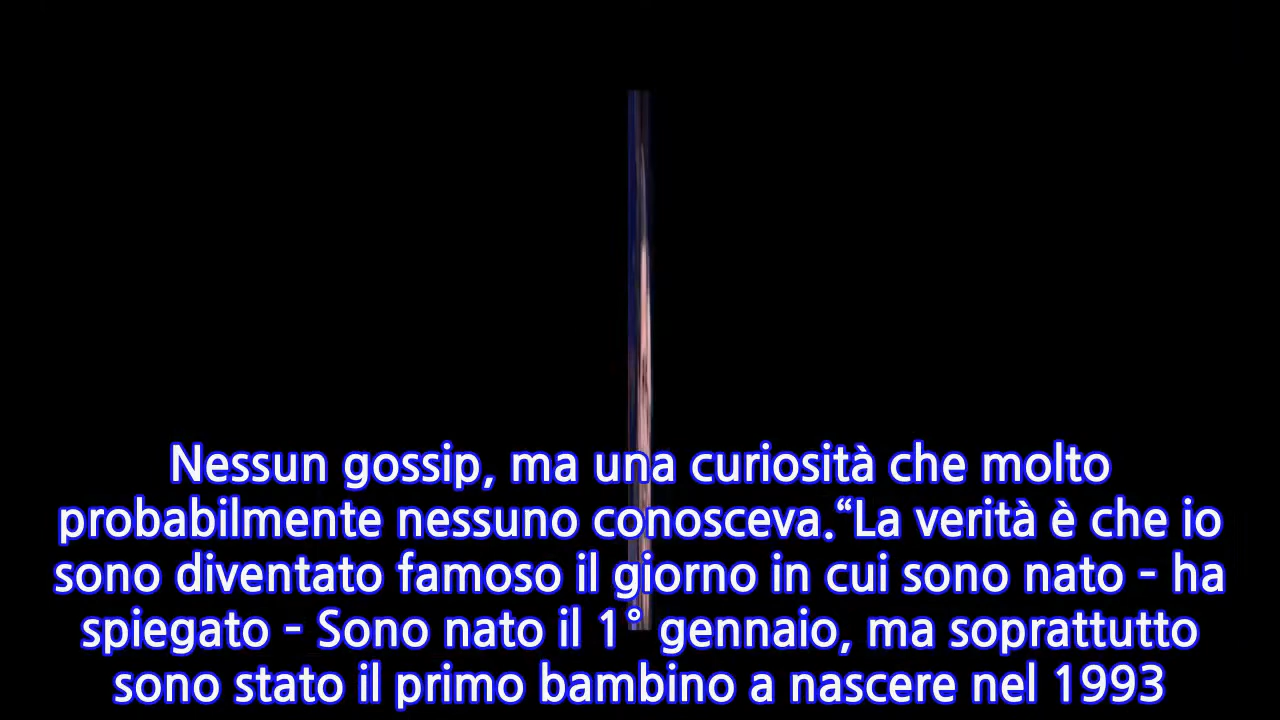 Nessun gossip, ma una curiosità che molto
probabilmente nessuno conosceva.“La verità è che io
sono diventato famoso il giorno in cui sono nato - ha
spiegato - Sono nato il 1° gennaio, ma soprattutto
sono stato il primo bambino a nascere nel 1993